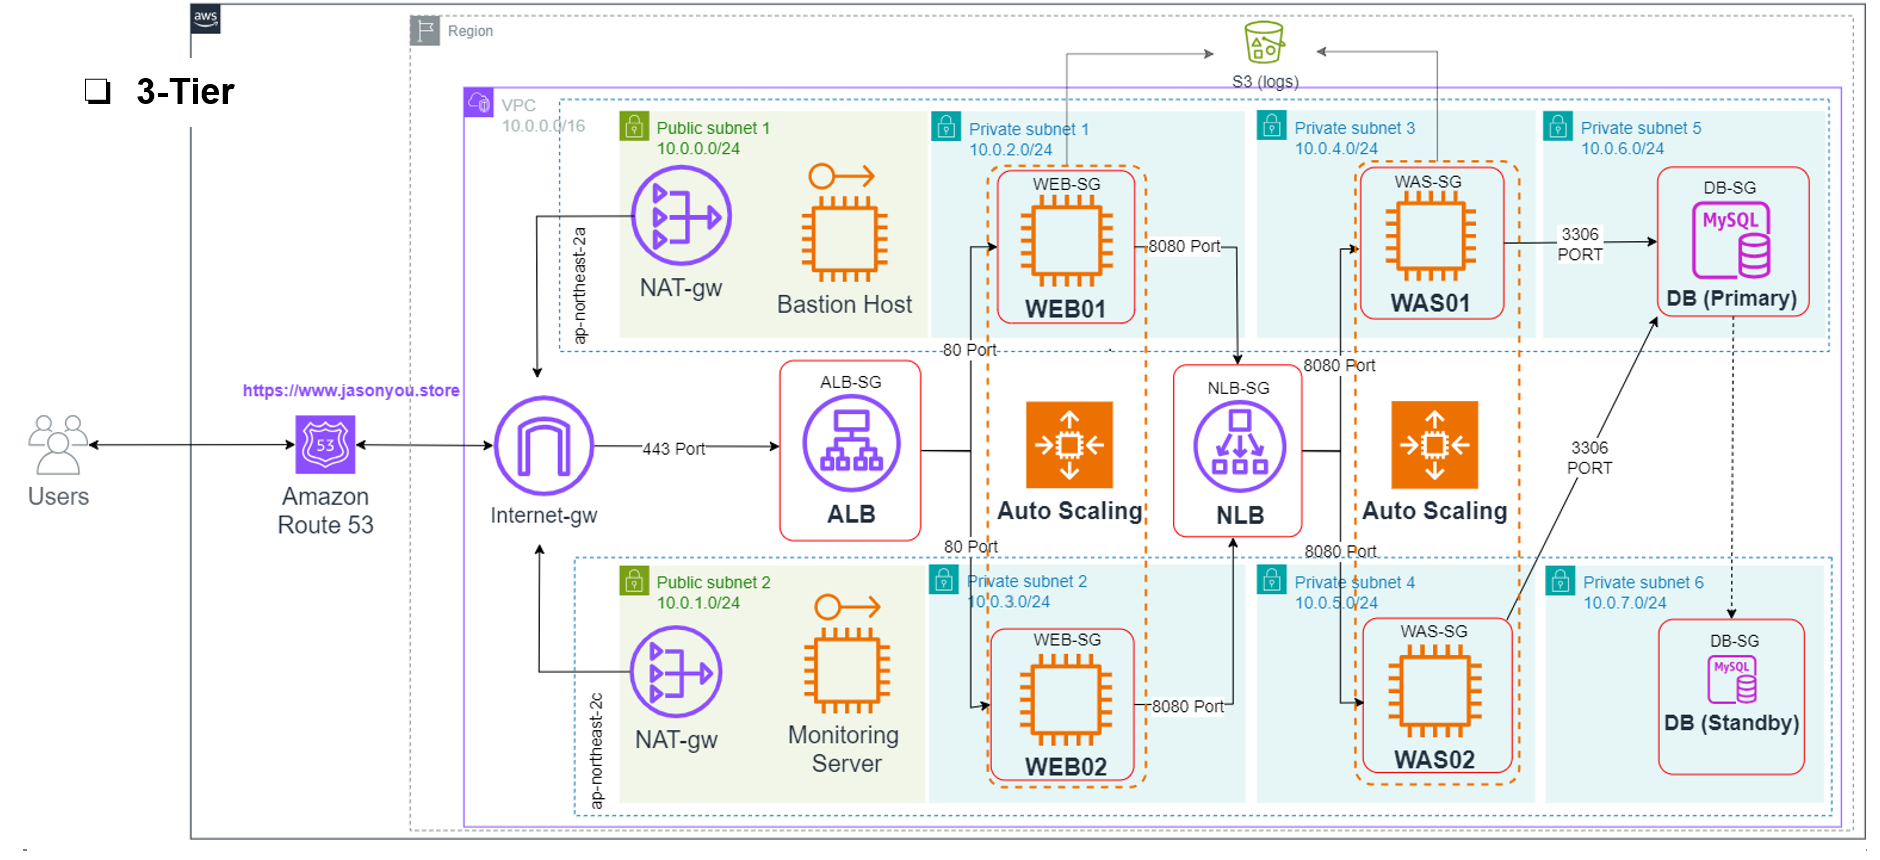 aws
Region
❏ 3-Tier
S3 (logs)
VPC
10.0.0.0/16
Public subnet 1
10.0.0.0/24
Private subnet 1
10.0.2.0/24
Private subnet 3
10.0.4.0/24
Private subnet 5
10.0.6.0/24
ap-northeast-2a
NAT-gw
Bastion Host
WEB-SG
WEB01
8080 Port
WAS-SG
WAS01
3306
PORT
DB-SG
MySQL
DB (Primary)
80 Port
8080 Port
https://www.jasonyou.store
Users
53
Amazon
Route 53
Internet-gw
443 Port
ALB-SG
ALB
Auto Scaling
NLB-SG
NLB
Auto Scaling
3306
PORT
80 Port
8080 Port
Public subnet 2
10.0.1.0/24
Private subnet 2
10.0.3.0/24
Private subnet 4
10.0.5.0/24
Private subnet 6
10.0.7.0/24
ap-northeast-2c
NAT-gw
Monitoring
Server
WEB-SG
WEB02
8080 Port
WAS-SG
WAS02
DB-SG
MySQL
DB (Standby)